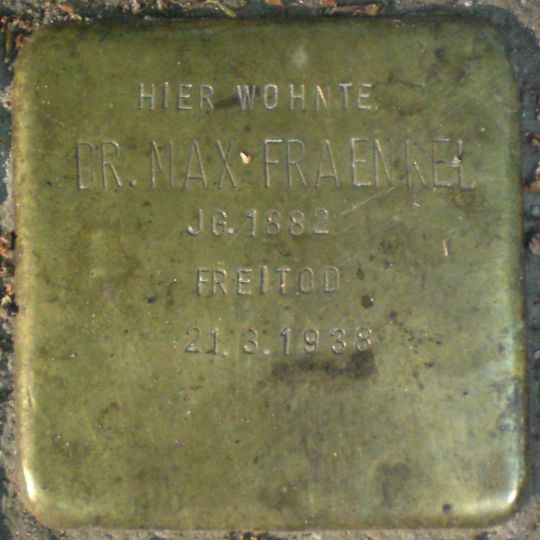 HIER WOHNTE
DR. MAX FRAENKEL
JG. 1882
FREITOD
21.3.1938